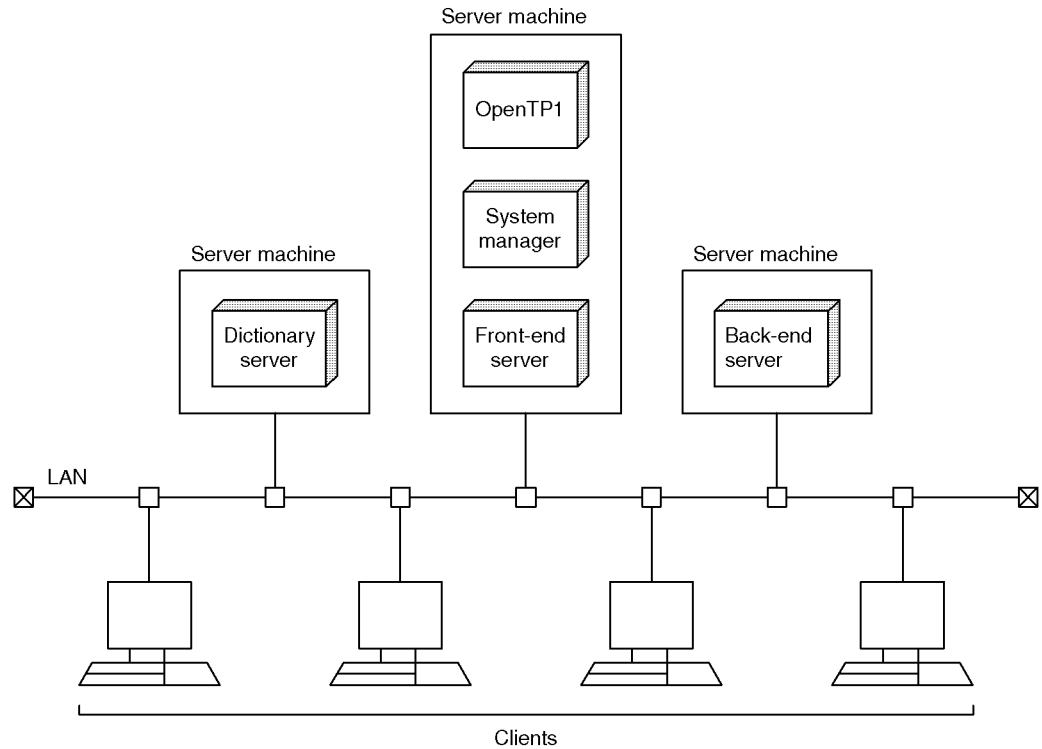 Server machine
OpenTP1
System
manager
Server machine
Server machine
Dictionary
server
Front-end
server
Back-end
server
LAN
Clients